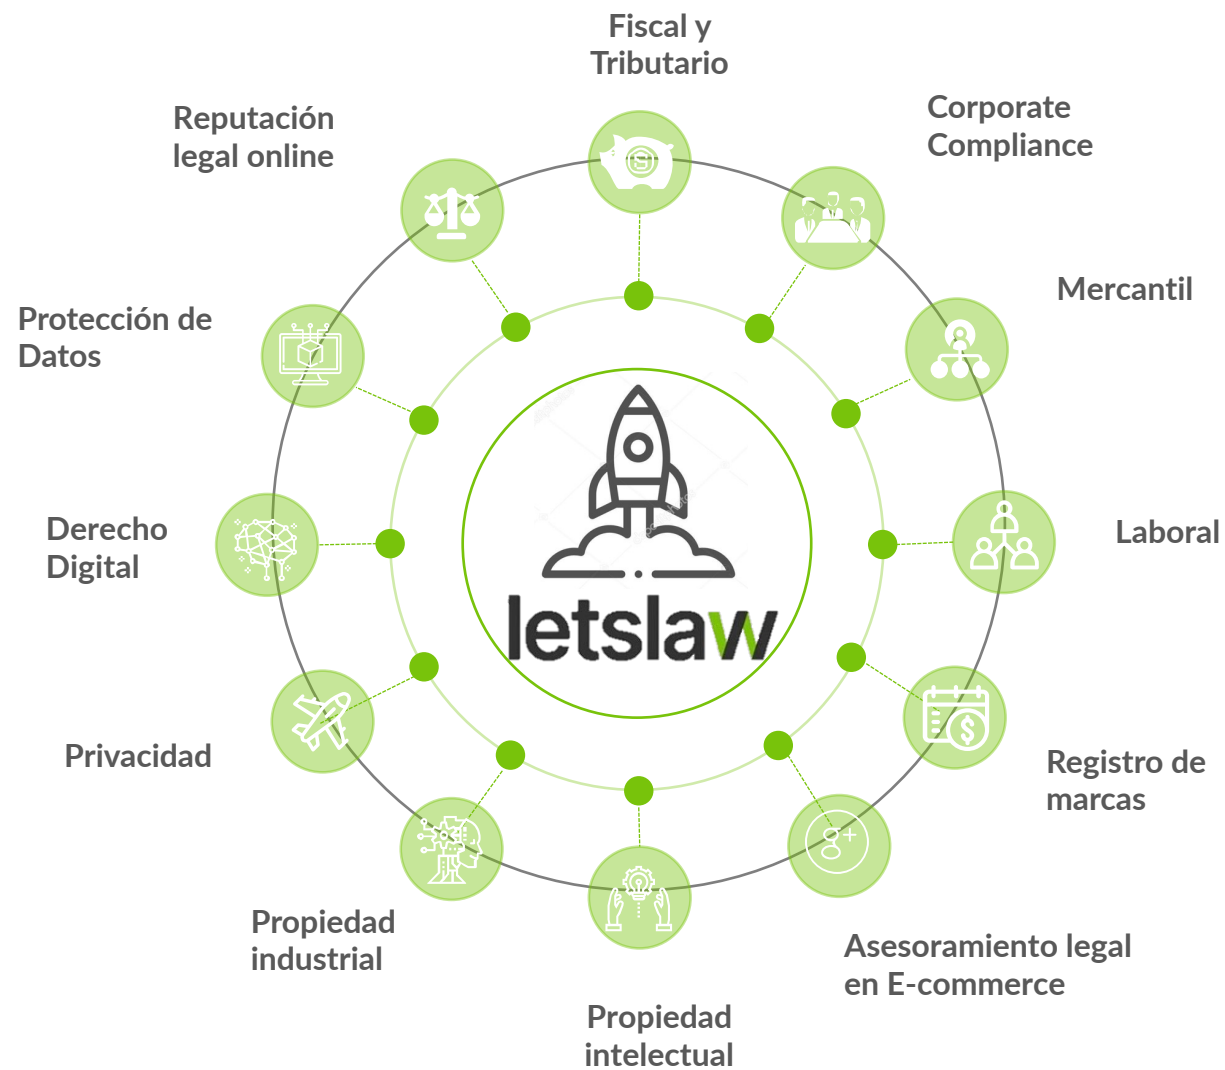 Fiscal y
Tributario
Corporate
Compliance
Mercantil
Laboral
Registro de
marcas
Asesoramiento legal
en E-commerce
Propiedad
intelectual
Propiedad
industrial
Privacidad
Derecho
Digital
Protección de
Datos
Reputación
legal online
letslaw